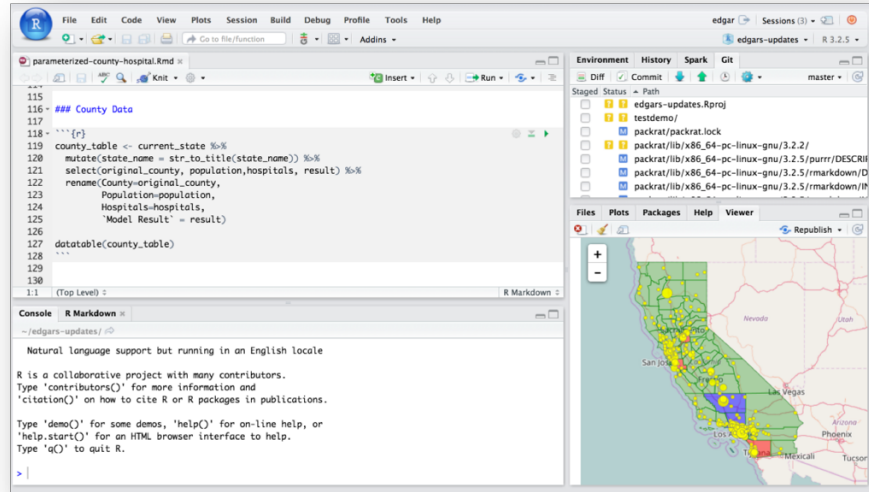 R File Edit Code View Plots Session Build Debug Profile Tools Help edgar Sessions (3)
Go to file/function Addins edgars-updates R 3.2.5
parameterized-county-hospital.Rmd
ABC Knit Insert Run
115
116 ### County Data
117
118 ```{r}
119 county_table <- current_state %>%
120 mutate(state_name = str_to_title(state_name)) %>%
121 select(original_county, population,hospitals, result) %>%
122 rename(County=original_county,
123 Population=population,
124 Hospitals=hospitals,
125 `Model Result` = result)
126
127 datatable(county_table)
128 ```
129
130
1:1 (Top Level) R Markdown
Console R Markdown
~/edgars-updates/
Natural language support but running in an English locale
R is a collaborative project with many contributors.
Type 'contributors()' for more information and
'citation()' on how to cite R or R packages in publications.
Type 'demo()' for some demos, 'help()' for on-line help, or
'help.start()' for an HTML browser interface to help.
Type 'q()' to quit R.
>
Environment History Spark Git
Diff Commit master
Staged Status Path
? ? edgars-updates.Rproj
? ? testdemo/
M packrat/packrat.lock
? ? packrat/lib/x86_64-pc-linux-gnu/3.2.2/
M packrat/lib/x86_64-pc-linux-gnu/3.2.5/purrr/DESCRI
M packrat/lib/x86_64-pc-linux-gnu/3.2.5/rmarkdown/D
M packrat/lib/x86_64-pc-linux-gnu/3.2.5/rmarkdown/I
Files Plots Packages Help Viewer
Republish
+
-
Nevada
Utah
San Jos
Las Vegas
Arizona
Phoenix
Mexicali
Tucson